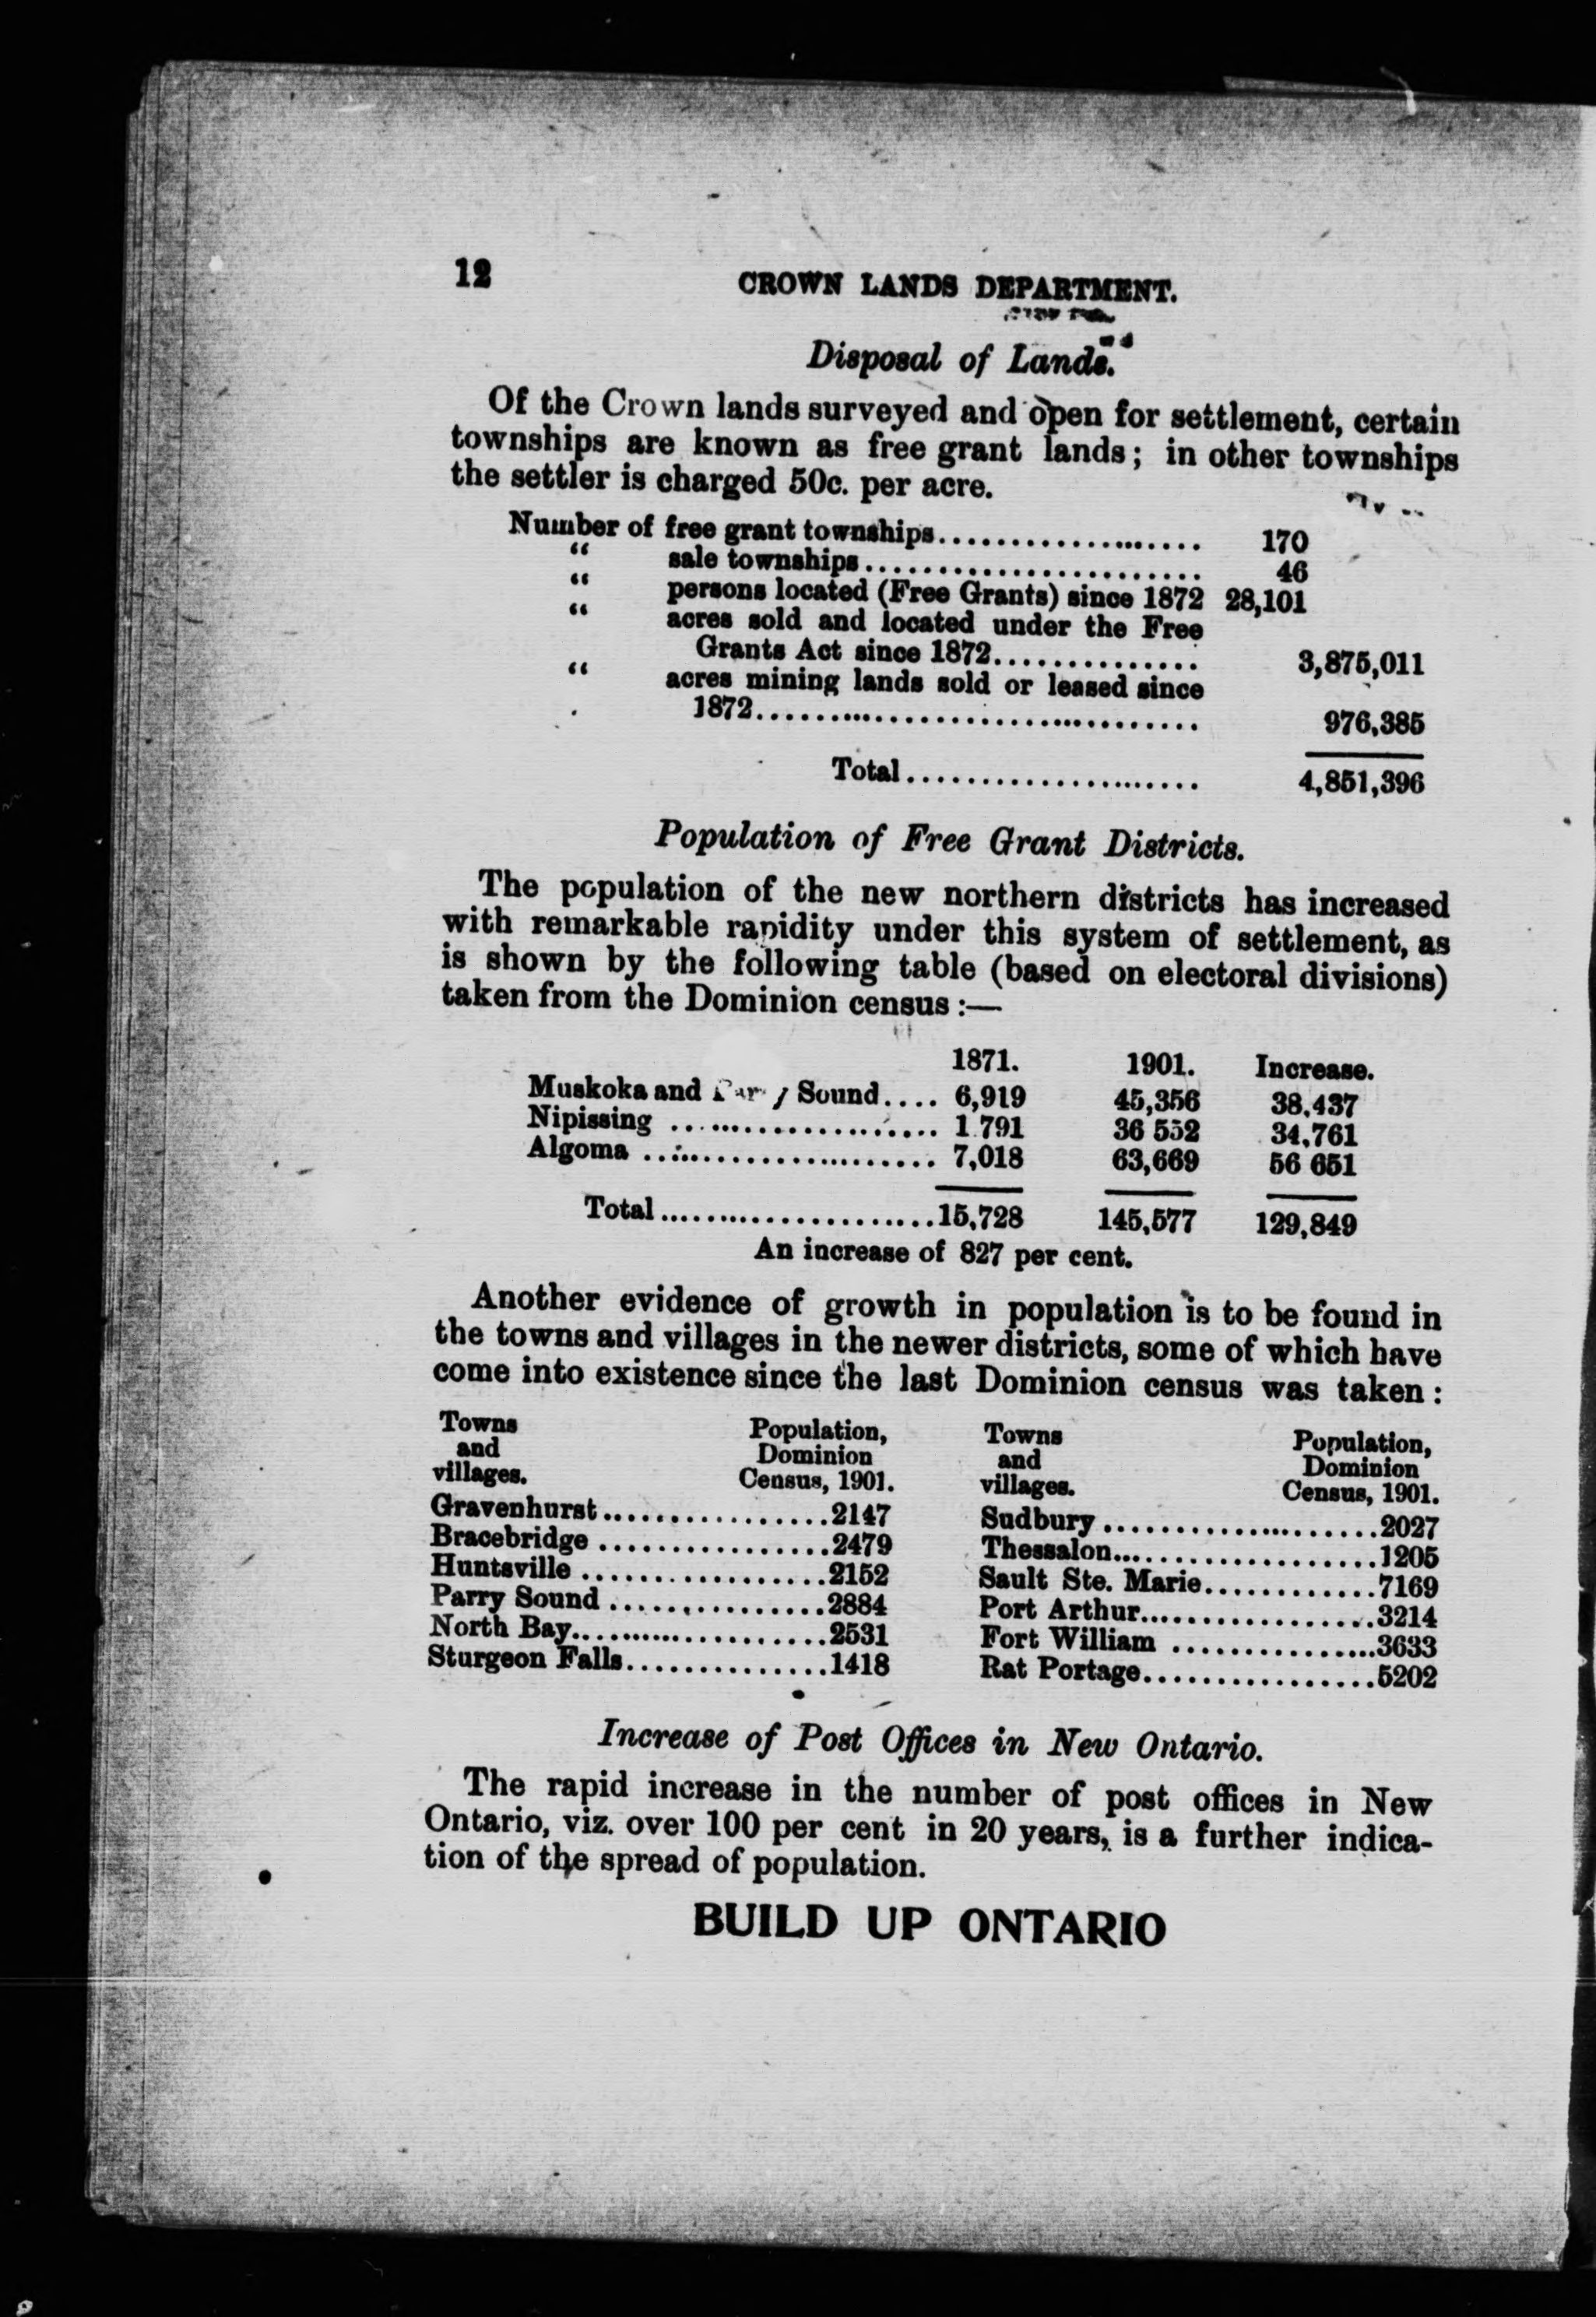 12
CROWN LANDS DEPARTMENT.
Disposal of Lands.
Of the Crown lands surveyed and open for settlement, certain
townships are known as free grant lands; in other townships
the settler is charged 50c. per acre.
Number of free grant townships........................ 170
“ sale townships........................ 46
“ persons located (Free Grants) since 1872 28,101
“ acres sold and located under the Free
Grants Act since 1872.............. 3,875,011
“ acres mining lands sold or leased since
1872.............................. 976,385
Total........................ 4,851,396
Population of Free Grant Districts.
The population of the new northern districts has increased
with remarkable rapidity under this system of settlement, as
is shown by the following table (based on electoral divisions)
taken from the Dominion census :—
1871. 1901. Increase.
Muskoka and Parry Sound.... 6,919 45,356 38,437
Nipissing .................. 1 791 36 552 34,761
Algoma .................... 7,018 63,669 56 651
Total.......................15,728 145,577 129,849
An increase of 827 per cent.
Another evidence of growth in population is to be found in
the towns and villages in the newer districts, some of which have
come into existence since the last Dominion census was taken :
Towns Population, Towns Population,
and Dominion and Dominion
villages. Census, 1901. villages. Census, 1901.
Gravenhurst.................2147 Sudbury ....................2027
Bracebridge .................2479 Thessalon...................1205
Huntsville ..................2152 Sault Ste. Marie............7169
Parry Sound ................2884 Port Arthur.................3214
North Bay...................2531 Fort William ................3633
Sturgeon Falls...............1418 Rat Portage.................5202
Increase of Post Offices in New Ontario.
The rapid increase in the number of post offices in New
Ontario, viz. over 100 per cent in 20 years, is a further indica-
tion of the spread of population.
BUILD UP ONTARIO